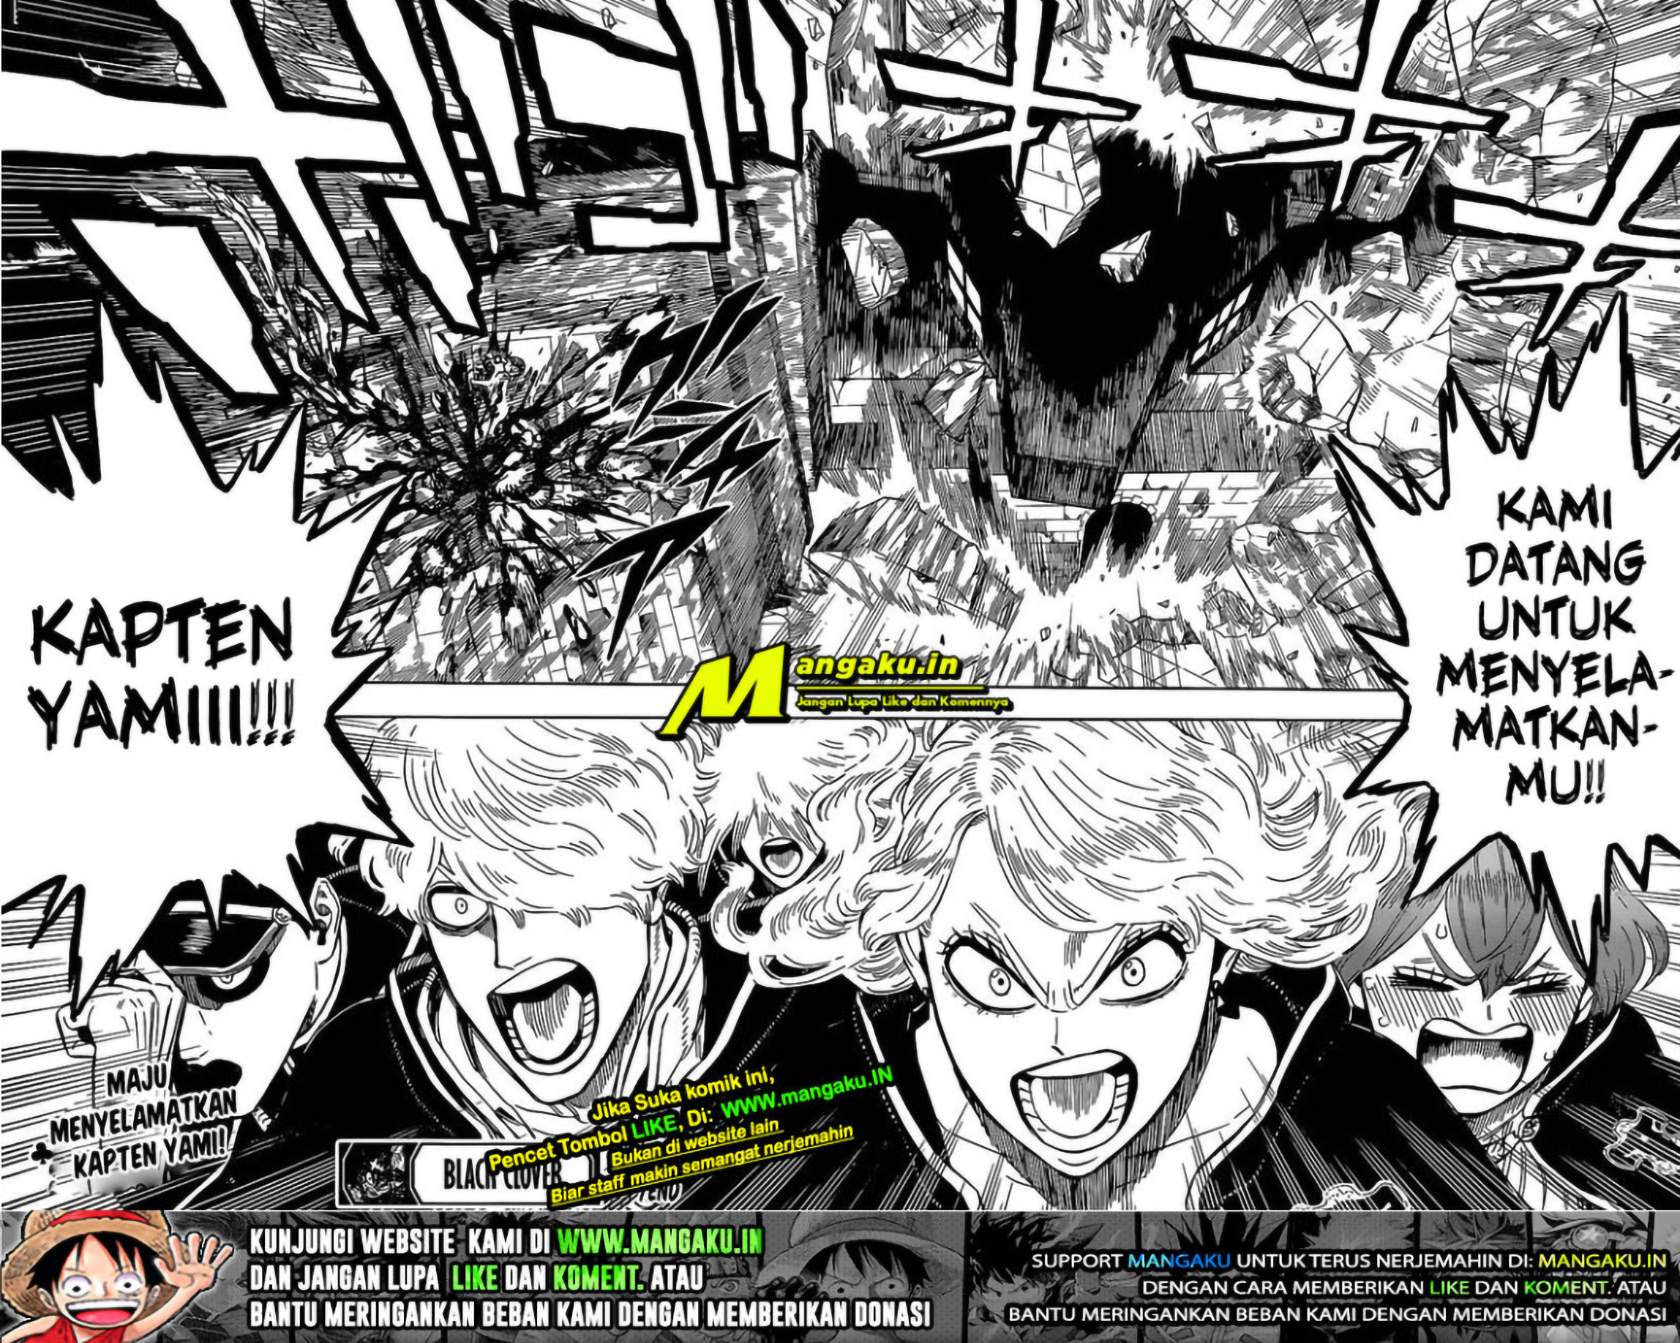 KAMI
DATANG
UNTUK
MENYELA-
MATKAN-
MU!!
KAPTEN
YAMIII!!!
Mangaku.in
Jangan Lupa Like dan Komennya
MAJU
MENYELAMATKAN
KAPTEN YAMI!
Jika Suka komik ini,
Pencet Tombol LIKE, Di: WWW.mangaku.IN
Bukan di website lain
Biar staff makin semangat nerjemahin
BLACK CLOVER
KUNJUNGI WEBSITE KAMI DI WWW.MANGAKU.IN
DAN JANGAN LUPA LIKE DAN KOMENT. ATAU
BANTU MERINGANKAN BEBAN KAMI DENGAN MEMBERIKAN DONASI
SUPPORT MANGAKU UNTUK TERUS NERJEMAHIN DI: MANGAKU.IN
DENGAN CARA MEMBERIKAN LIKE DAN KOMENT. ATAU
BANTU MERINGANKAN BEBAN KAMI DENGAN MEMBERIKAN DONASI